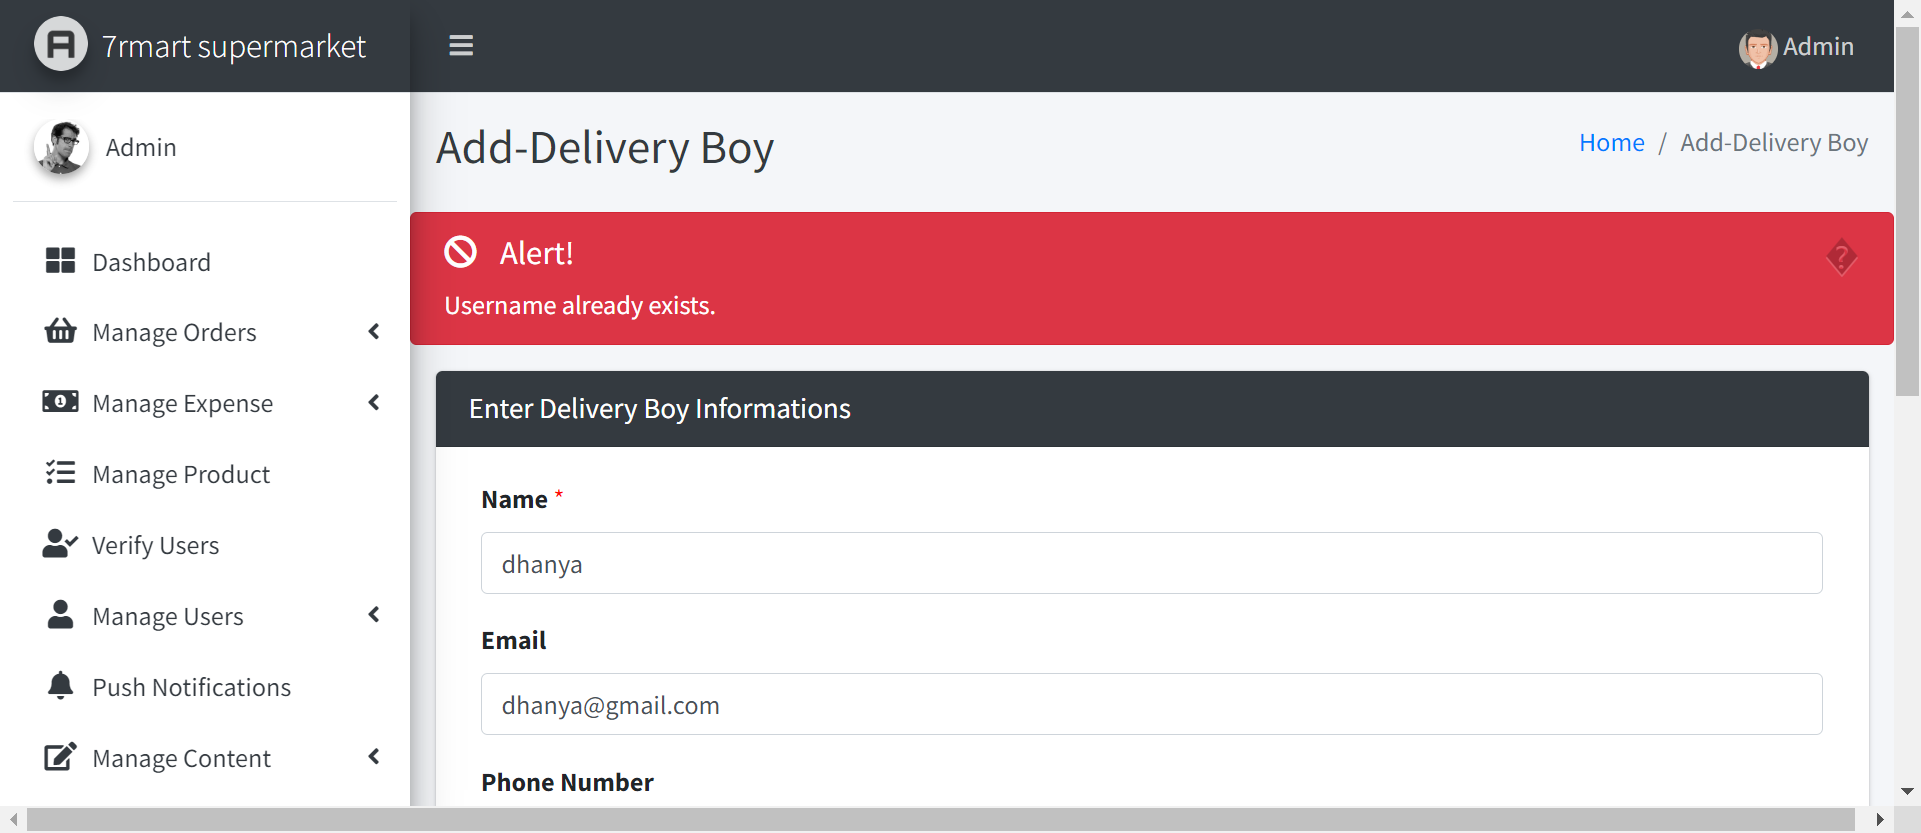 7rmart supermarket
Admin
Admin
Dashboard
Manage Orders
Manage Expense
Manage Product
Verify Users
Manage Users
Push Notifications
Manage Content
Add-Delivery Boy
Home / Add-Delivery Boy
Alert!
Username already exists.
Enter Delivery Boy Informations
Name *
dhanya
Email
dhanya@gmail.com
Phone Number